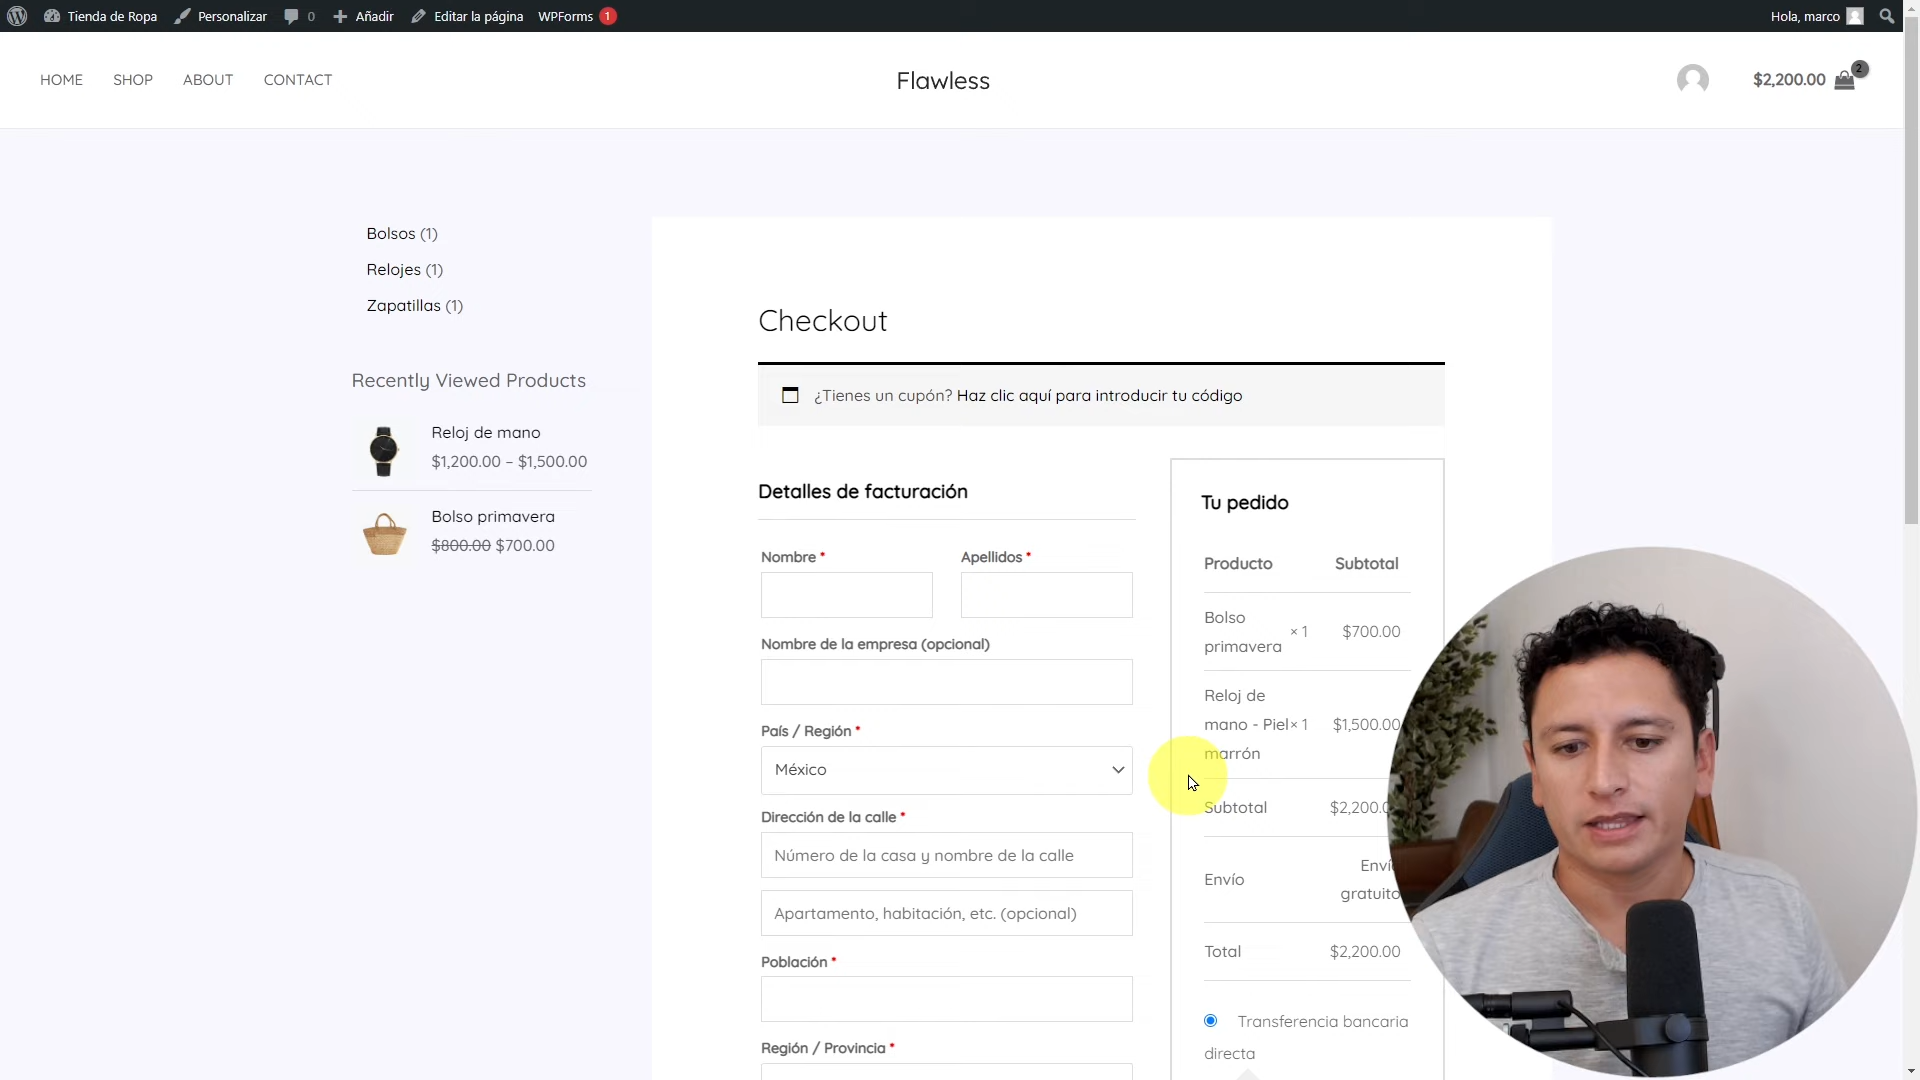 Tienda de Ropa
Personalizar
0
Añadir
Editar la página
WPForms 1
Hola, marco
HOME
SHOP
ABOUT
CONTACT
Flawless
$2,200.00
2
Bolsos (1)
Relojes (1)
Zapatillas (1)
Recently Viewed Products
Reloj de mano
$1,200.00 – $1,500.00
Bolso primavera
$800.00 $700.00
Checkout
¿Tienes un cupón? Haz clic aquí para introducir tu código
Detalles de facturación
Nombre *
Apellidos *
Nombre de la empresa (opcional)
País / Región *
México
Dirección de la calle *
Número de la casa y nombre de la calle
Apartamento, habitación, etc. (opcional)
Población *
Región / Provincia *
Tu pedido
Producto
Subtotal
Bolso
primavera
× 1
$700.00
Reloj de
mano - Piel
marrón
× 1
$1,500.00
Subtotal
$2,200.0
Envío
Envío
gratuito
Total
$2,200.00
Transferencia bancaria
directa